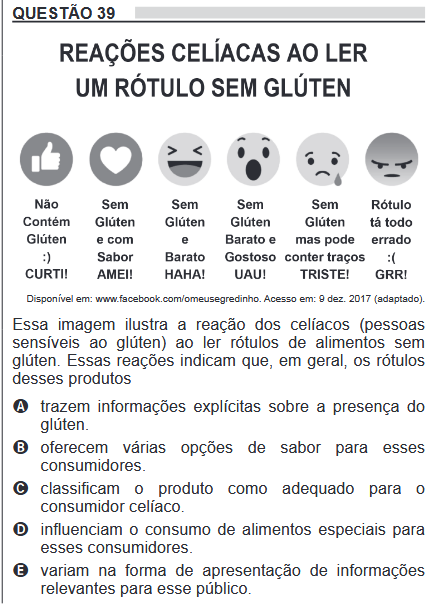 QUESTÃO 39
REAÇÕES CELÍACAS AO LER
UM RÓTULO SEM GLÚTEN
Não Contém Glúten :) CURTI!
Sem Glúten e com Sabor AMEI!
Sem Glúten e Barato HAHA!
Sem Glúten Barato e Gostoso UAU!
Sem Glúten mas pode conter traços TRISTE!
Rótulo tá todo errado :( GRR!
Disponível em: www.facebook.com/omeusegredinho. Acesso em: 9 dez. 2017 (adaptado).
Essa imagem ilustra a reação dos celíacos (pessoas
sensíveis ao glúten) ao ler rótulos de alimentos sem
glúten. Essas reações indicam que, em geral, os rótulos
desses produtos
A trazem informações explícitas sobre a presença do
glúten.
B oferecem várias opções de sabor para esses
consumidores.
C classificam o produto como adequado para o
consumidor celíaco.
D influenciam o consumo de alimentos especiais para
esses consumidores.
E variam na forma de apresentação de informações
relevantes para esse público.